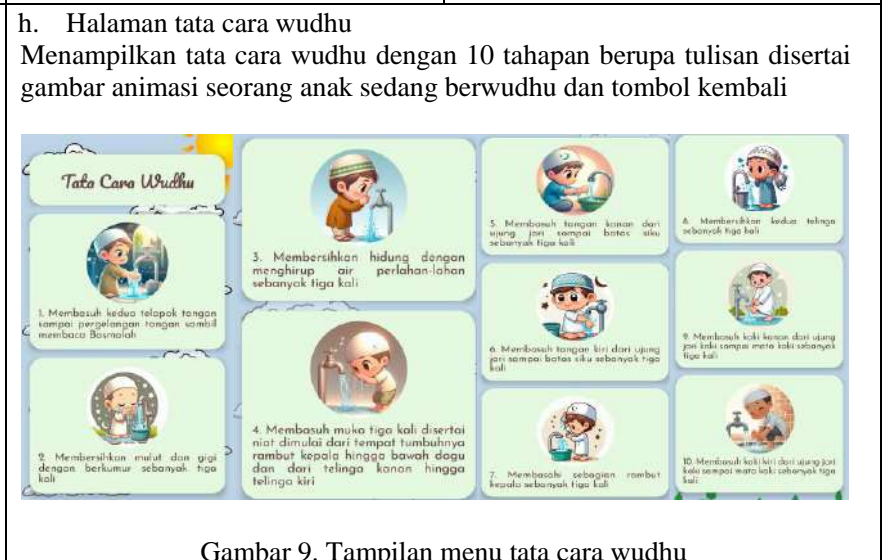 h. Halaman tata cara wudhu
Menampilkan tata cara wudhu dengan 10 tahapan berupa tulisan disertai
gambar animasi seorang anak sedang berwudhu dan tombol kembali
Tata Cara Wudhu
1. Membasuh kedua telapak tangan
sampai pergelangan tangan sambil
membaca Basmalah
2. Membersihkan mulut dan gigi
dengan berkumur sebanyak tiga
kali
3. Membersihkan hidung dengan
menghirup air perlahan-lahan
sebanyak tiga kali
4. Membasuh muka tiga kali disertai
niat dimulai dari tempat tumbuhnya
rambut kepala hingga bawah dagu
dan dari telinga kanan hingga
telinga kiri
5. Membasuh tangan kanan dari
ujung jari sampai batas siku
sebanyak tiga kali
6. Membasuh tangan kiri dari ujung
jari sampai batas siku sebanyak tiga
kali
7. Membasahi sebagian rambut
kepala sebanyak tiga kali
8. Membersihkan kedua telinga
sebanyak tiga kali
9. Membasuh kaki kanan dari ujung
jari kaki sampai mata kaki sebanyak
tiga kali
10. Membasuh kaki kiri dari ujung jari
kaki sampai mata kaki sebanyak tiga
kali
Gambar 9. Tampilan menu tata cara wudhu